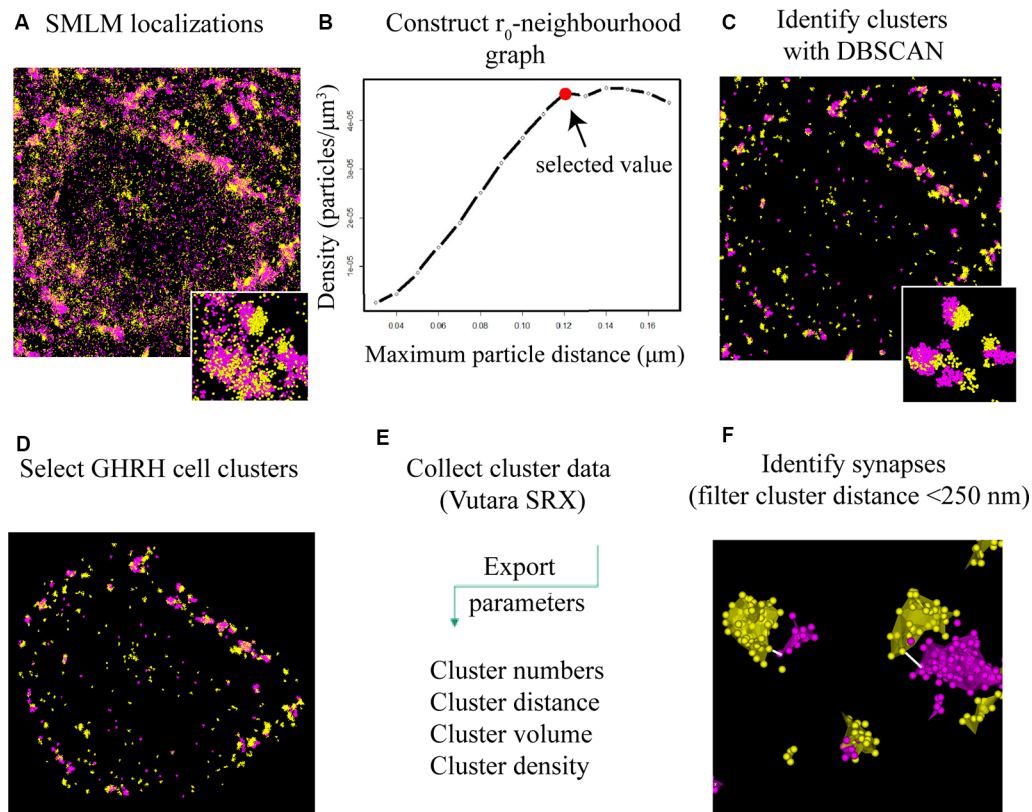 A
SMLM localizations
B
Construct r₀-neighbourhood
graph
Density (particles/μm³)
4e-05
3e-05
2e-05
1e-05
selected value
0.04 0.06 0.08 0.10 0.12 0.14 0.16
Maximum particle distance (μm)
C
Identify clusters
with DBSCAN
D
Select GHRH cell clusters
E
Collect cluster data
(Vutara SRX)
Export
parameters
Cluster numbers
Cluster distance
Cluster volume
Cluster density
F
Identify synapses
(filter cluster distance <250 nm)